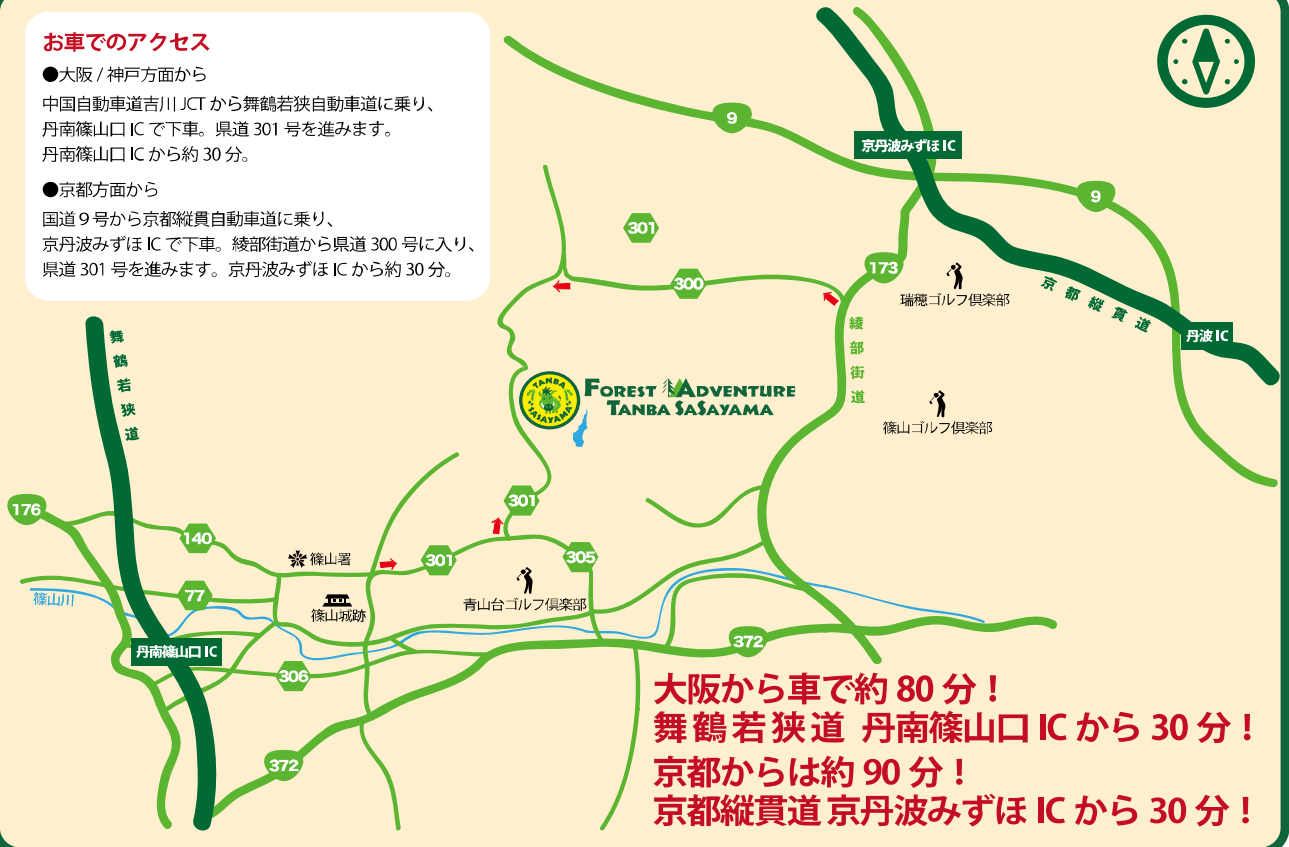 お車でのアクセス
●大阪 / 神戸方面から
中国自動車道吉川 JCT から舞鶴若狭自動車道に乗り、
丹南篠山口 IC で下車。県道 301 号を進みます。
丹南篠山口 IC から約 30 分。
●京都方面から
国道 9 号から京都縦貫自動車道に乗り、
京丹波みずほ IC で下車。綾部街道から県道 300 号に入り、
県道 301 号を進みます。京丹波みずほ IC から約 30 分。
9
京丹波みずほ IC
9
301
173
300
瑞穂ゴルフ倶楽部
京都縦貫道
丹波 IC
舞鶴若狭道
綾部街道
TANBA
SASAYAMA
FOREST ADVENTURE
TANBA SASAYAMA
篠山ゴルフ倶楽部
176
301
140
篠山署
301
305
77
篠山川
篠山城跡
青山台ゴルフ倶楽部
丹南篠山口 IC
372
306
372
大阪から車で約 80 分！
舞鶴若狭道 丹南篠山口 IC から 30 分！
京都からは約 90 分！
京都縦貫道 京丹波みずほ IC から 30 分！